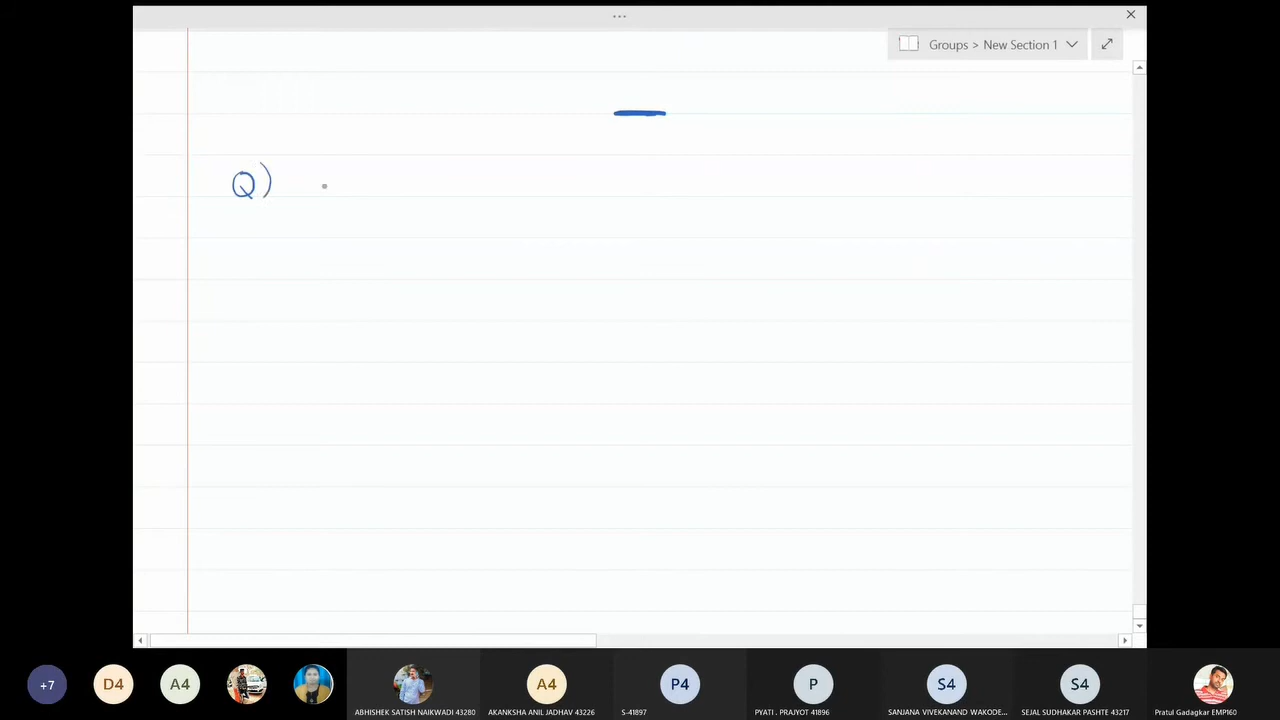 ...
Groups > New Section 1
Q)
+7
D4
A4
A4
P4
P
S4
S4
ABHISHEK SATISH NAIKWADI 43280
AKANKSHA ANIL JADHAV 43226
S-41897
PYATI . PRAJYOT 41896
SANJANA VIVEKANAND WAKODE...
SEJAL SUDHAKAR PASHTE 43217
Pratul Gadagkar EMP160